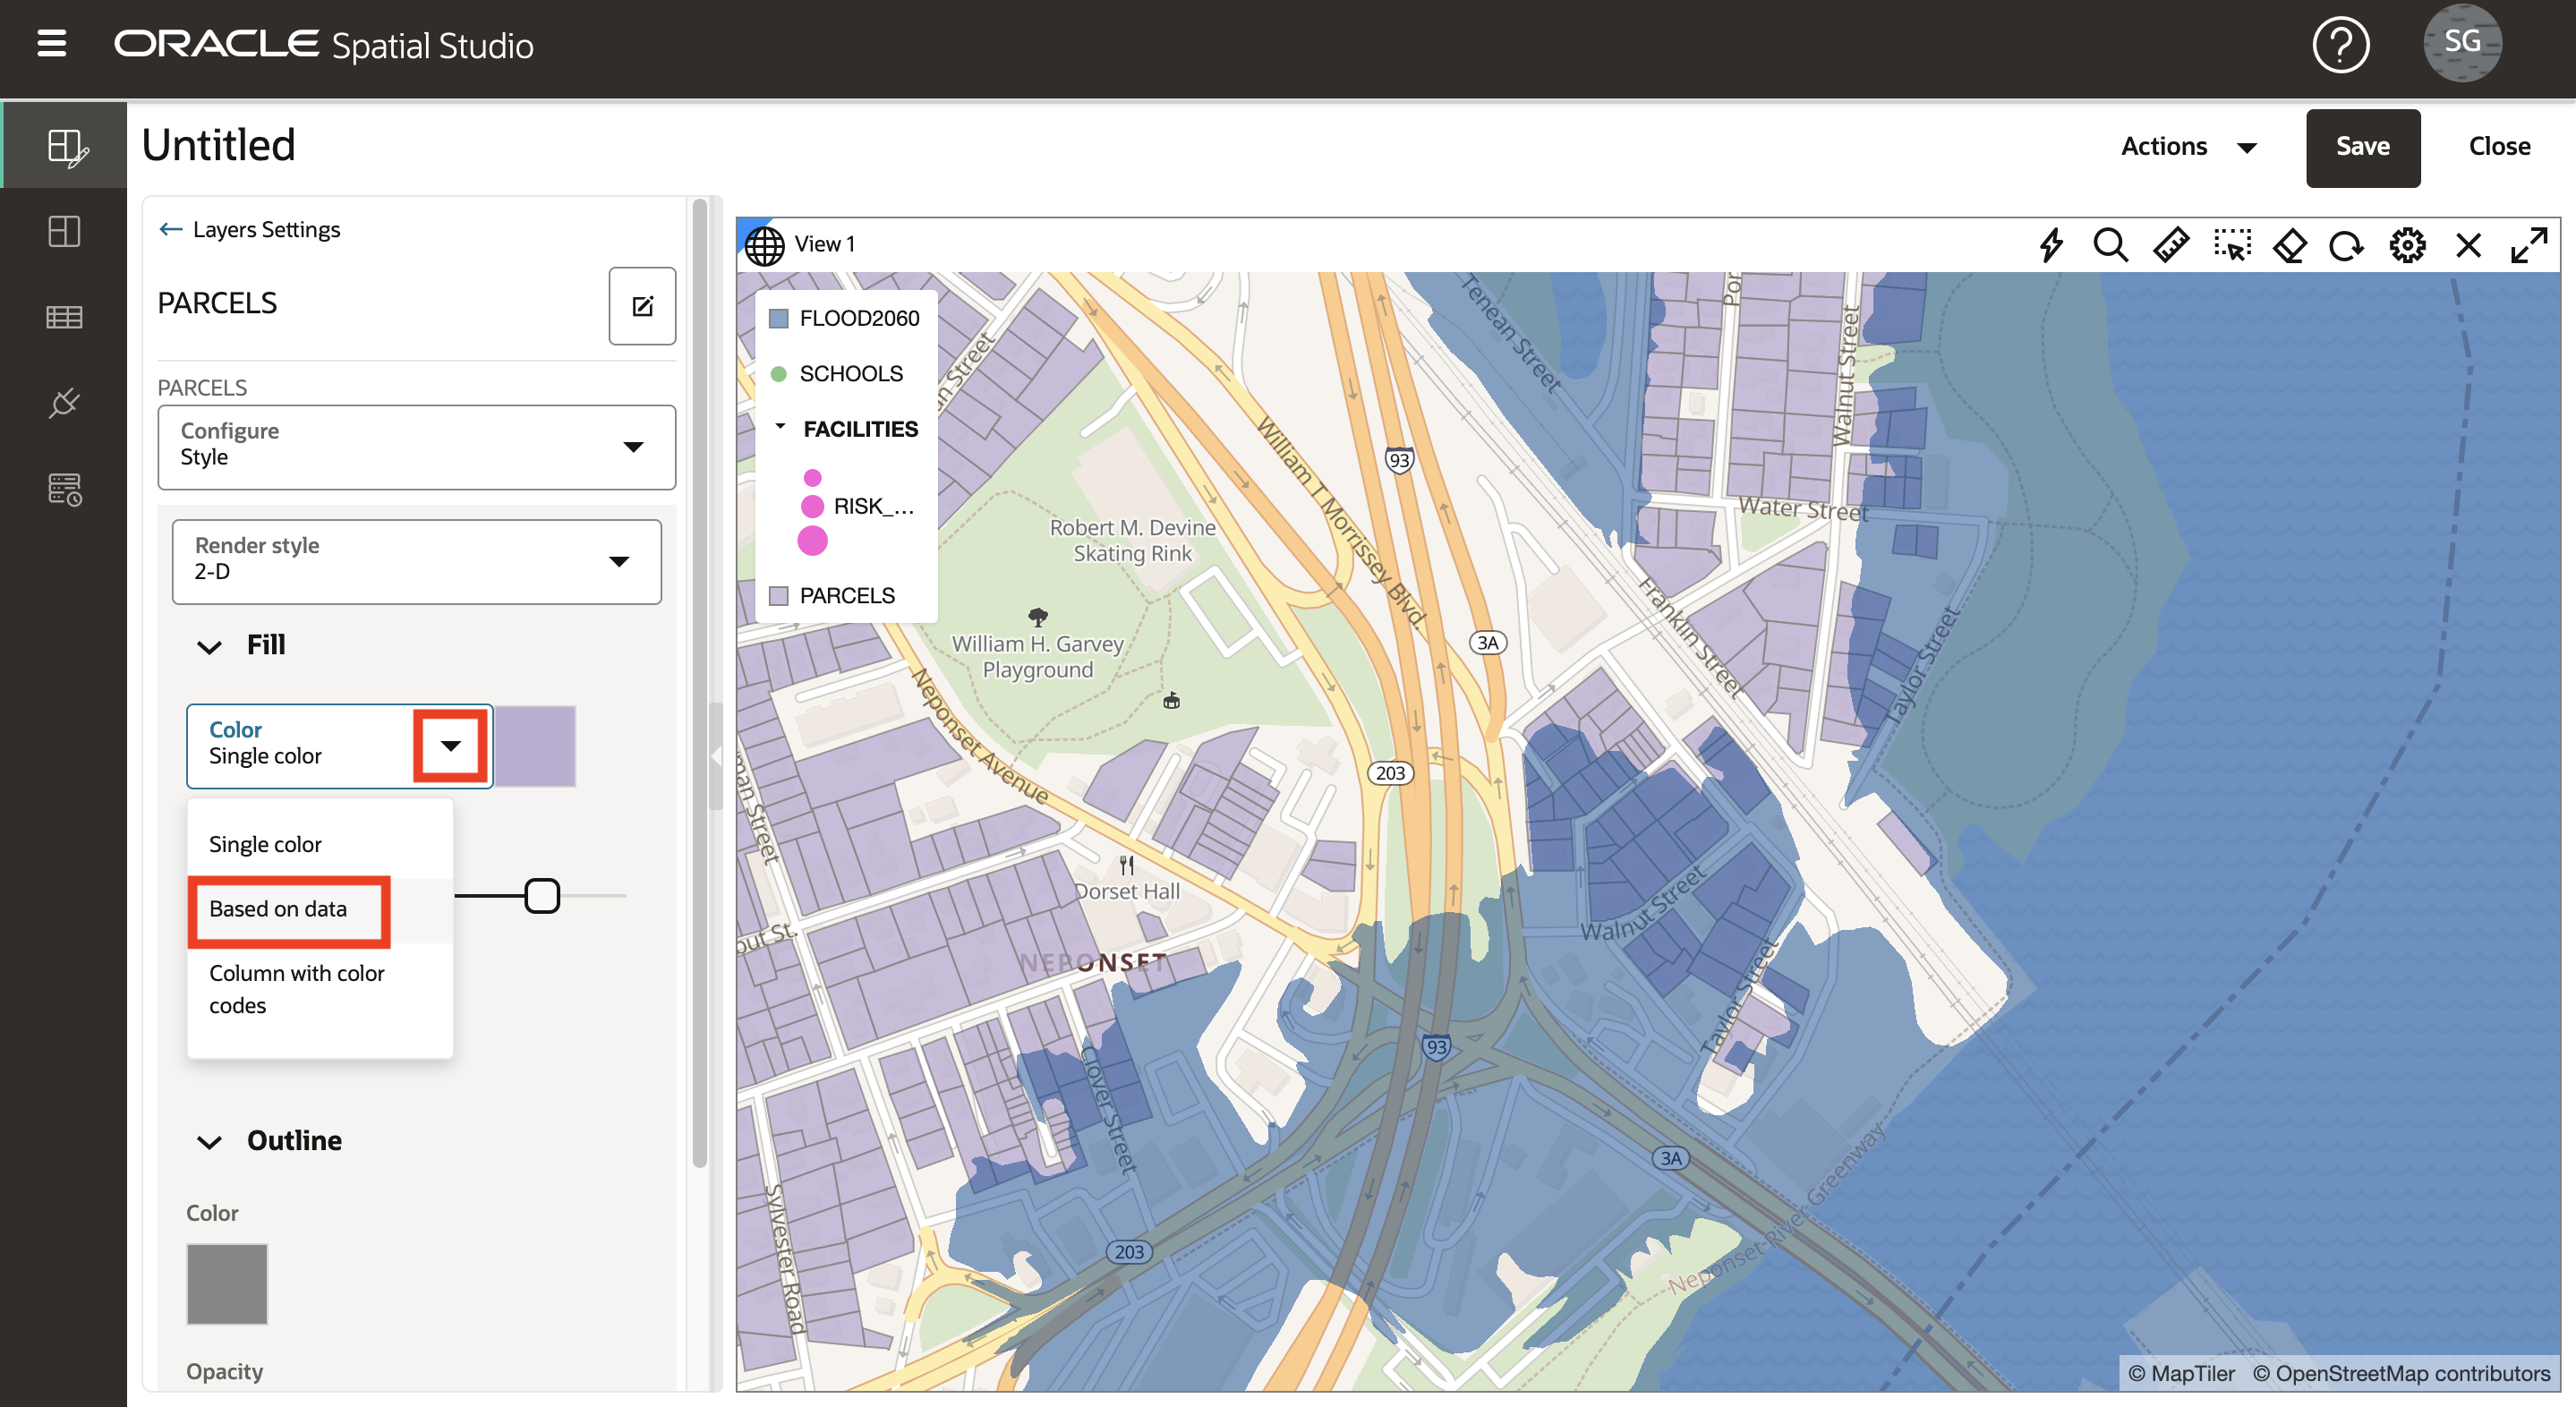 ORACLE Spatial Studio
?
SG
Untitled
Actions
Save
Close
Layers Settings
PARCELS
PARCELS
Configure
Style
Render style
2-D
Fill
Color
Single color
Single color
Based on data
Column with color
codes
Outline
Color
Opacity
View 1
FLOOD2060
SCHOOLS
FACILITIES
RISK_...
PARCELS
Tenean Street
Walnut Street
Water Street
William T Morrissey Blvd.
93
Robert M. Devine
Skating Rink
William H. Garvey
Playground
3A
Franklin Street
Taylor Street
Neponset Avenue
203
Dorset Hall
Walnut Street
NEPONSET
Taylor Street
93
Clover Street
3A
Neponset River Greenway
Sylvester Road
203
© MapTiler © OpenStreetMap contributors